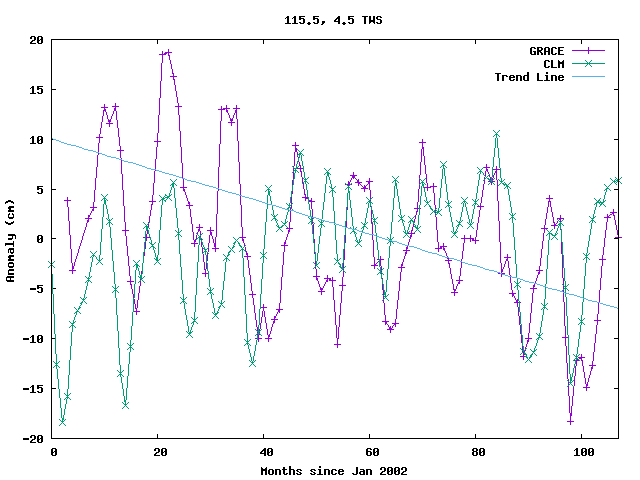 115.5, 4.5 TWS
GRACE
CLM
Trend Line
Anomaly (cm)
20
15
10
5
0
-5
-10
-15
-20
0 20 40 60 80 100
Months since Jan 2002